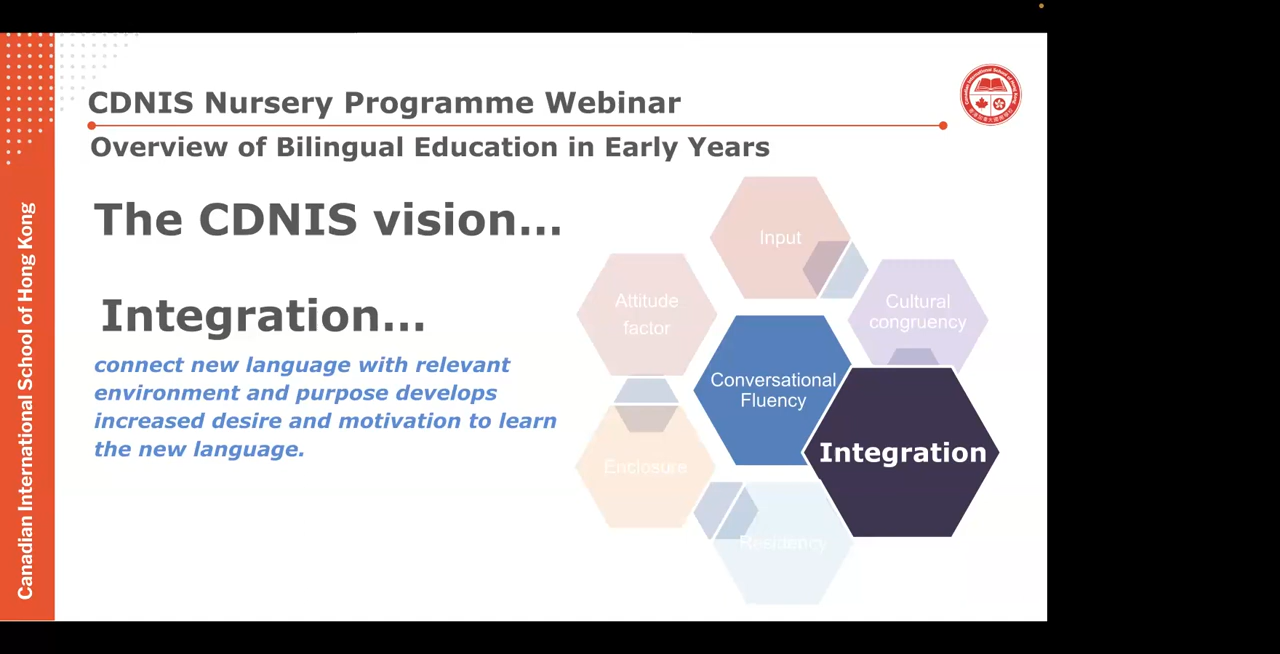 CDNIS Nursery Programme Webinar
Overview of Bilingual Education in Early Years
The CDNIS vision...
Integration...
connect new language with relevant
environment and purpose develops
increased desire and motivation to learn
the new language.
Input
Attitude
factor
Cultural
congruency
Conversational
Fluency
Integration
Enclosure
Residency
Canadian International School of Hong Kong